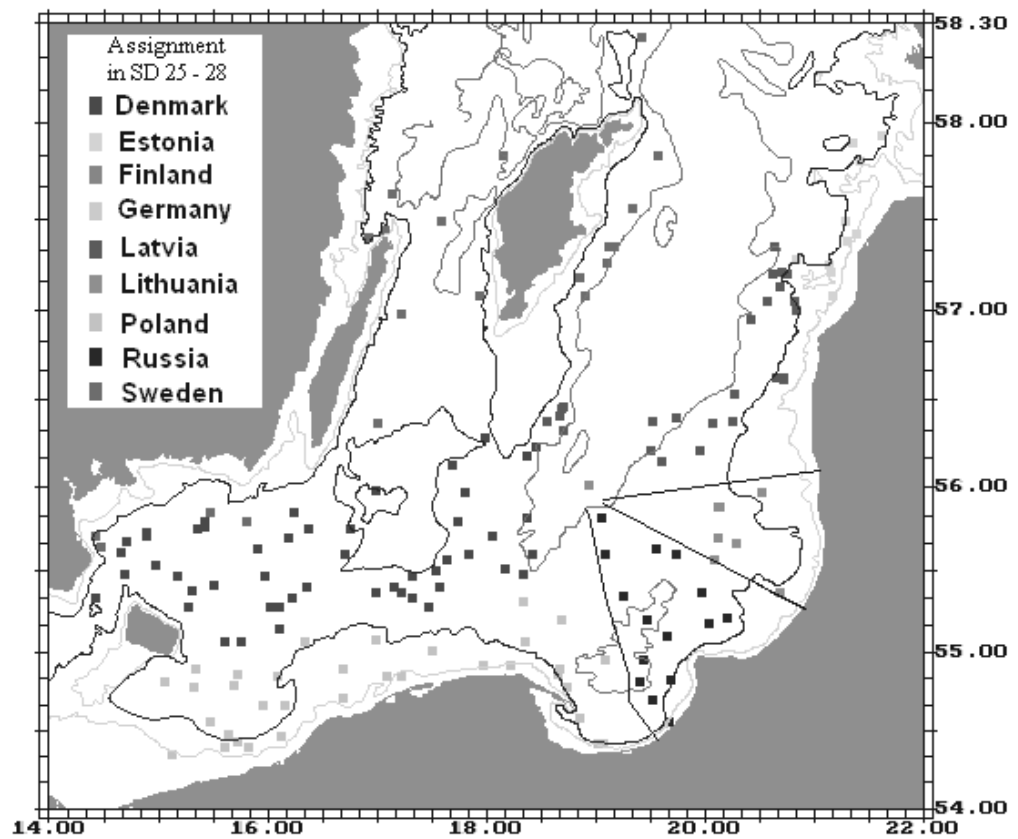 Assignment
in SD 25 - 28
Denmark
Estonia
Finland
Germany
Latvia
Lithuania
Poland
Russia
Sweden
58.30
58.00
57.00
56.00
55.00
54.00
14:00 16:00 18:00 20:00 22.00